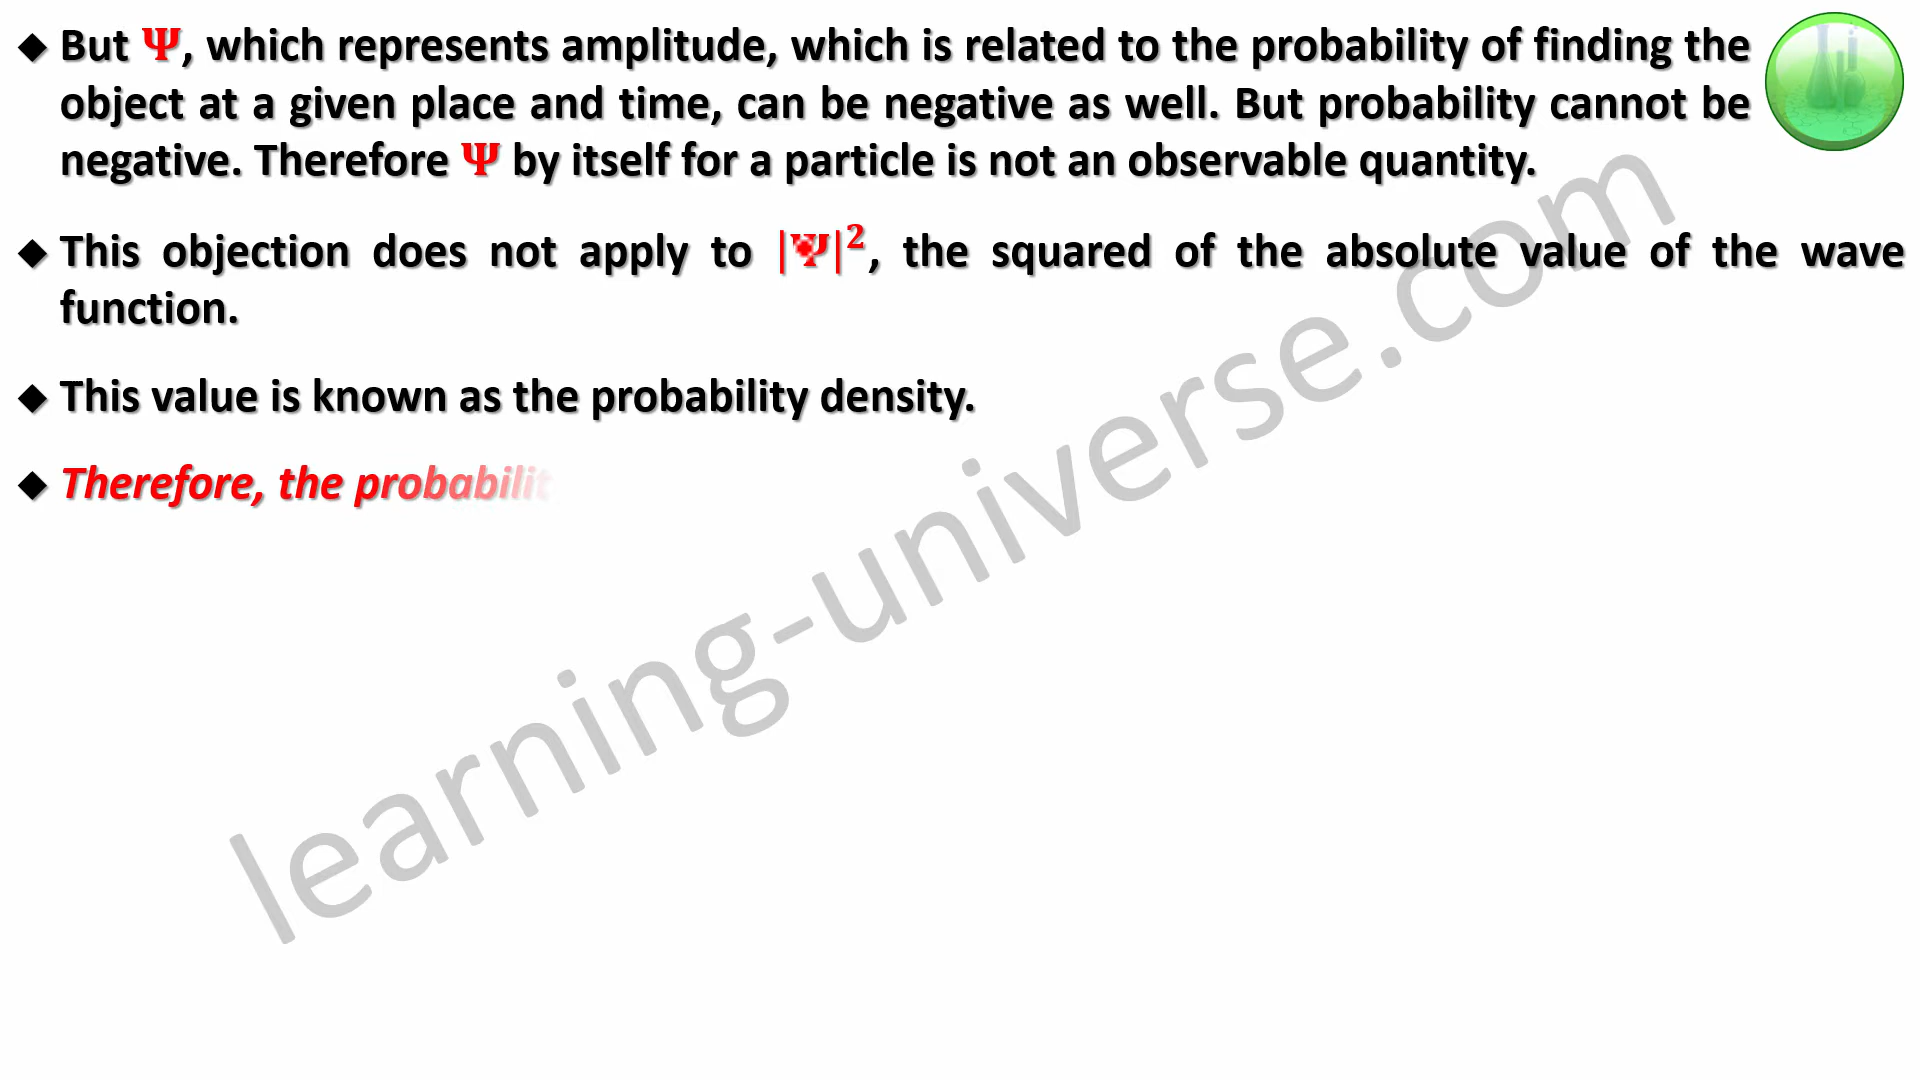 ◆ But Ψ, which represents amplitude, which is related to the probability of finding the
object at a given place and time, can be negative as well. But probability cannot be
negative. Therefore Ψ by itself for a particle is not an observable quantity.
◆ This objection does not apply to |Ψ|², the squared of the absolute value of the wave
function.
◆ This value is known as the probability density.
◆ Therefore, the probabilit
learning-universe.com